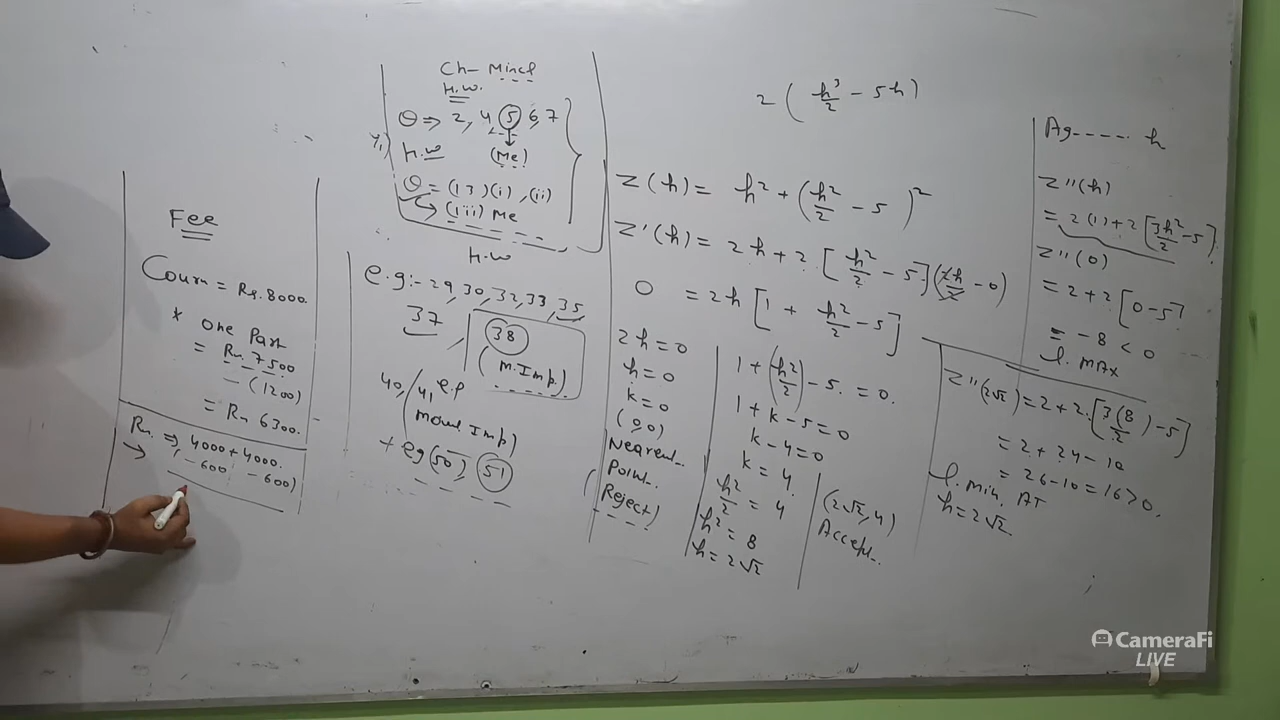 Fee
Course = Rs. 8000
* One Part
= Rs. 7500
- (1200)
= Rs 6300.
Rs. ⇒ 4000 + 4000.
→ , -600 - 600)
Ch- Misc
H.W.
Q ⇒ 2, 4, 5, 6, 7
(Me)
H.W
Q = (13)(i), (ii)
(iii) Me
H.W
e.g:- 29, 30, 32, 33, 35
37, 38
(M. Imp.)
40, 41, e.g
Imp)
+ eg (50), 51
2 ( h³/2 - 5h)
Z(h) = h² + (h²/2 - 5)²
Z'(h) = 2h + 2 [h²/2 - 5] (2h/2 - 0)
0 = 2h [1 + h²/2 - 5]
2h = 0
h = 0
k = 0
(0,0)
Nearest..
Point..
(Reject)
1 + (h²/2) - 5 = 0.
1 + k - 5 = 0
k - 4 = 0
k = 4.
h²/2 = 4
h² = 8
h = 2√2
(2√2, 4)
Accept..
Ag----- h
Z''(h)
= 2(1) + 2 [3h²/2 - 5]
Z''(0)
= 2 + 2 [0 - 5]
= -8 < 0
l. MAx
Z''(2√2) = 2 + 2. [3(8)/2 - 5]
= 2 + 24 - 10
= 26 - 10 = 16 > 0.
l. min. AT
h = 2√2
CameraFi
LIVE